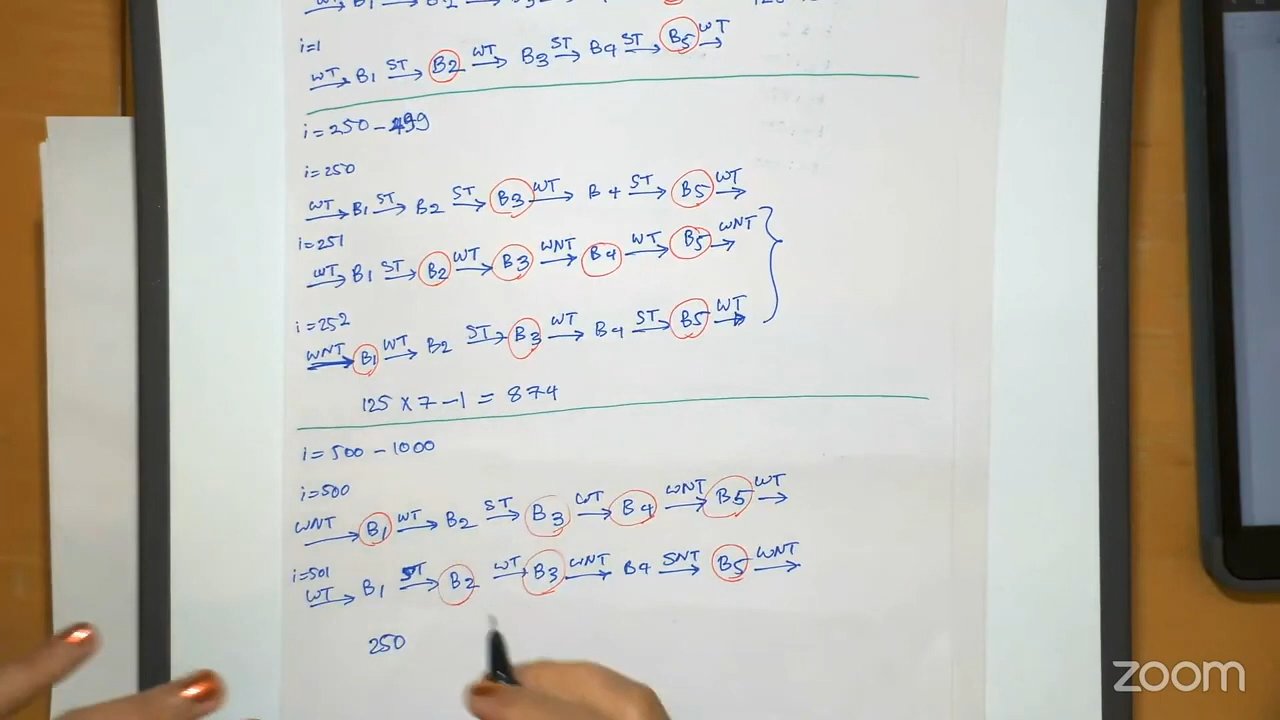 i=1
WT B1 ST B2 WT B3 ST B4 ST B5 WT
i=250-499
i=250
WT B1 ST B2 ST B3 WT B4 ST B5 WT
i=251
WT B1 ST B2 WT B3 WNT B4 WT B5 WNT
i=252
WNT B1 WT B2 ST B3 WT B4 ST B5 WT
125 x 7 - 1 = 874
i=500-1000
i=500
WNT B1 WT B2 ST B3 WT B4 WNT B5 WT
i=501
WT B1 ST B2 WT B3 WNT B4 SNT B5 WNT
250
zoom